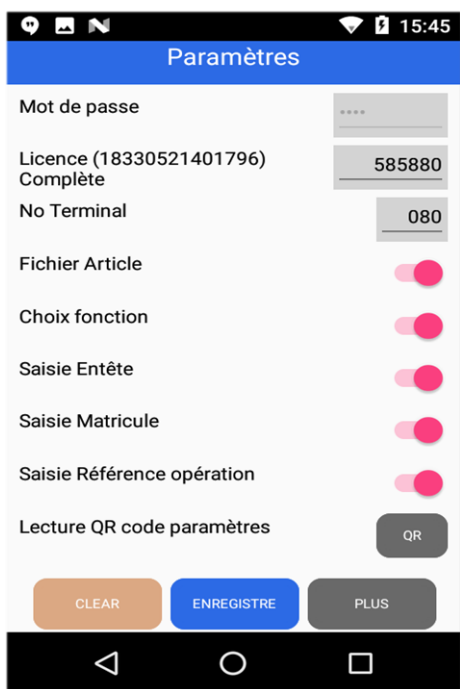 15:45
Paramètres
Mot de passe
••••
Licence (18330521401796)
Complète
585880
No Terminal
080
Fichier Article
Choix fonction
Saisie Entête
Saisie Matricule
Saisie Référence opération
Lecture QR code paramètres
QR
CLEAR
ENREGISTRE
PLUS